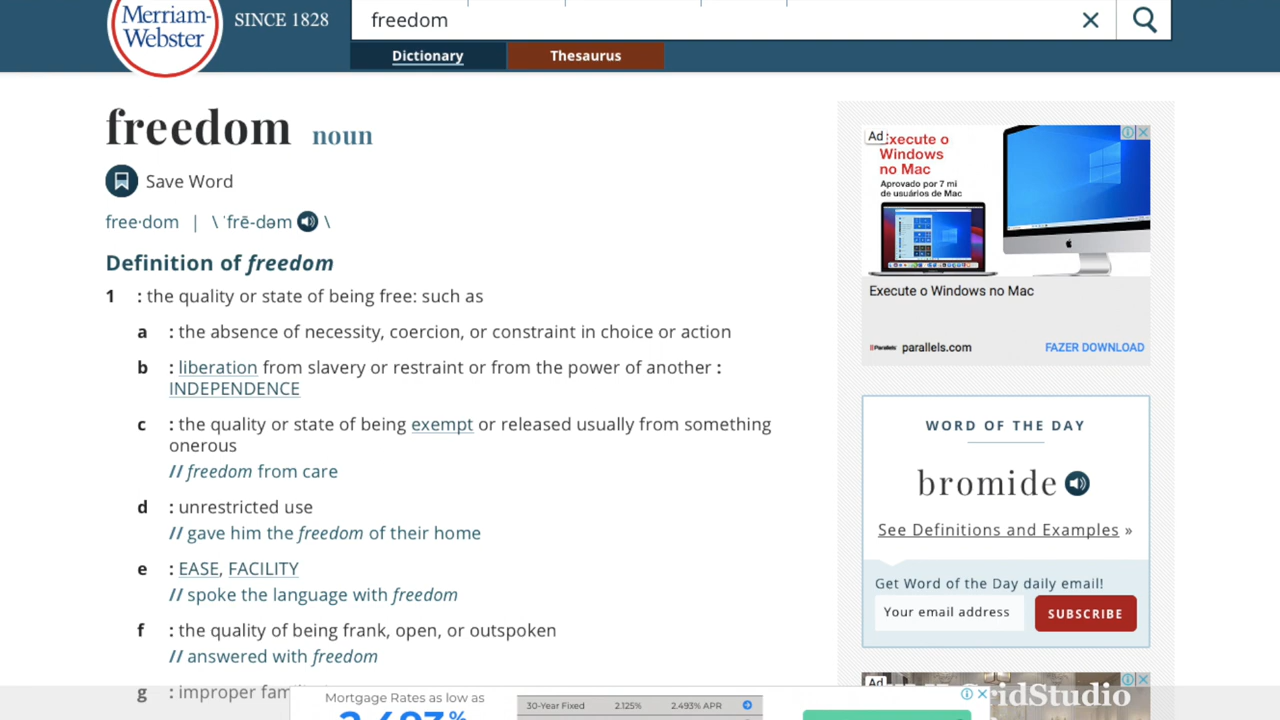 Merriam-
Webster
SINCE 1828
freedom
Dictionary
Thesaurus
freedom noun
Save Word
free·dom | \ ˈfrē-dəm \
Definition of freedom
1 : the quality or state of being free: such as
a : the absence of necessity, coercion, or constraint in choice or action
b : liberation from slavery or restraint or from the power of another :
INDEPENDENCE
c : the quality or state of being exempt or released usually from something
onerous
// freedom from care
d : unrestricted use
// gave him the freedom of their home
e : EASE, FACILITY
// spoke the language with freedom
f : the quality of being frank, open, or outspoken
// answered with freedom
g : improper
Ad
Execute o
Windows
no Mac
Aprovado por 7 mi
de usuários de Mac
Execute o Windows no Mac
Parallels parallels.com
FAZER DOWNLOAD
WORD OF THE DAY
bromide
See Definitions and Examples »
Get Word of the Day daily email!
Your email address
SUBSCRIBE
Ad
Mortgage Rates as low as
30-Year Fixed 2.125% 2.493% APR